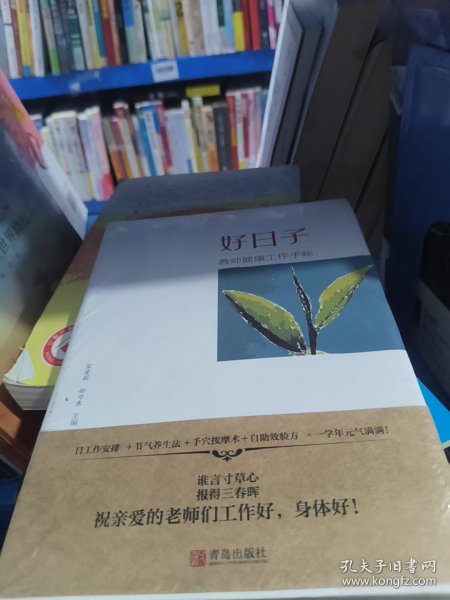 好日子
教师健康工作手账
主编
日工作安排 +节气养生法+手穴按摩术+自助效验方 =一学年元气满满!
谁言寸草心
报得三春晖
祝亲爱的老师们工作好,身体好!
青岛出版社
孔夫子旧书网
www.kongfz.com